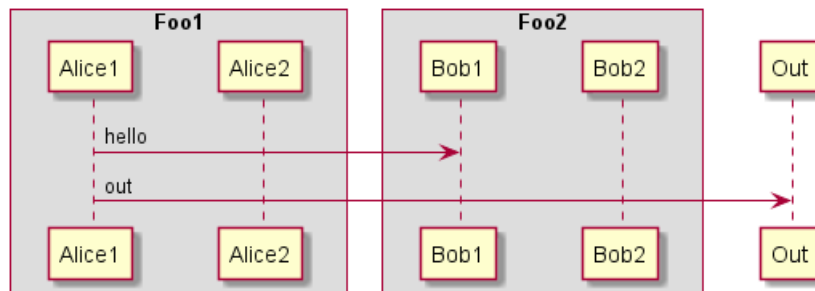 Foo1 Foo2
Alice1 Alice2 Bob1 Bob2 Out
hello
out
Alice1 Alice2 Bob1 Bob2 Out